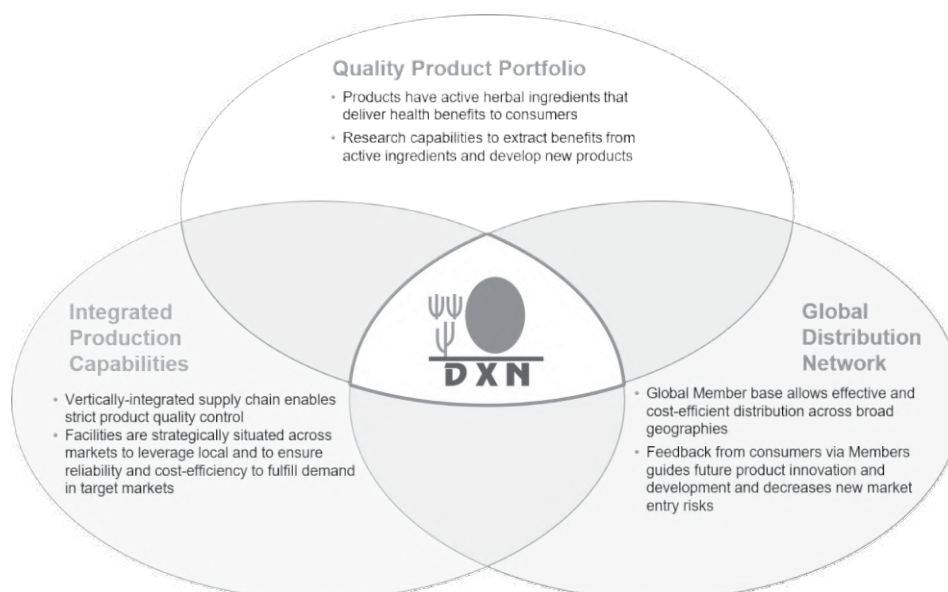 Quality Product Portfolio
• Products have active herbal ingredients that
deliver health benefits to consumers
• Research capabilities to extract benefits from
active ingredients and develop new products
Integrated
Production
Capabilities
• Vertically-integrated supply chain enables
strict product quality control
• Facilities are strategically situated across
markets to leverage local and to ensure
reliability and cost-efficiency to fulfill demand
in target markets
DXN
Global
Distribution
Network
• Global Member base allows effective and
cost-efficient distribution across broad
geographies
• Feedback from consumers via Members
guides future product innovation and
development and decreases new market
entry risks